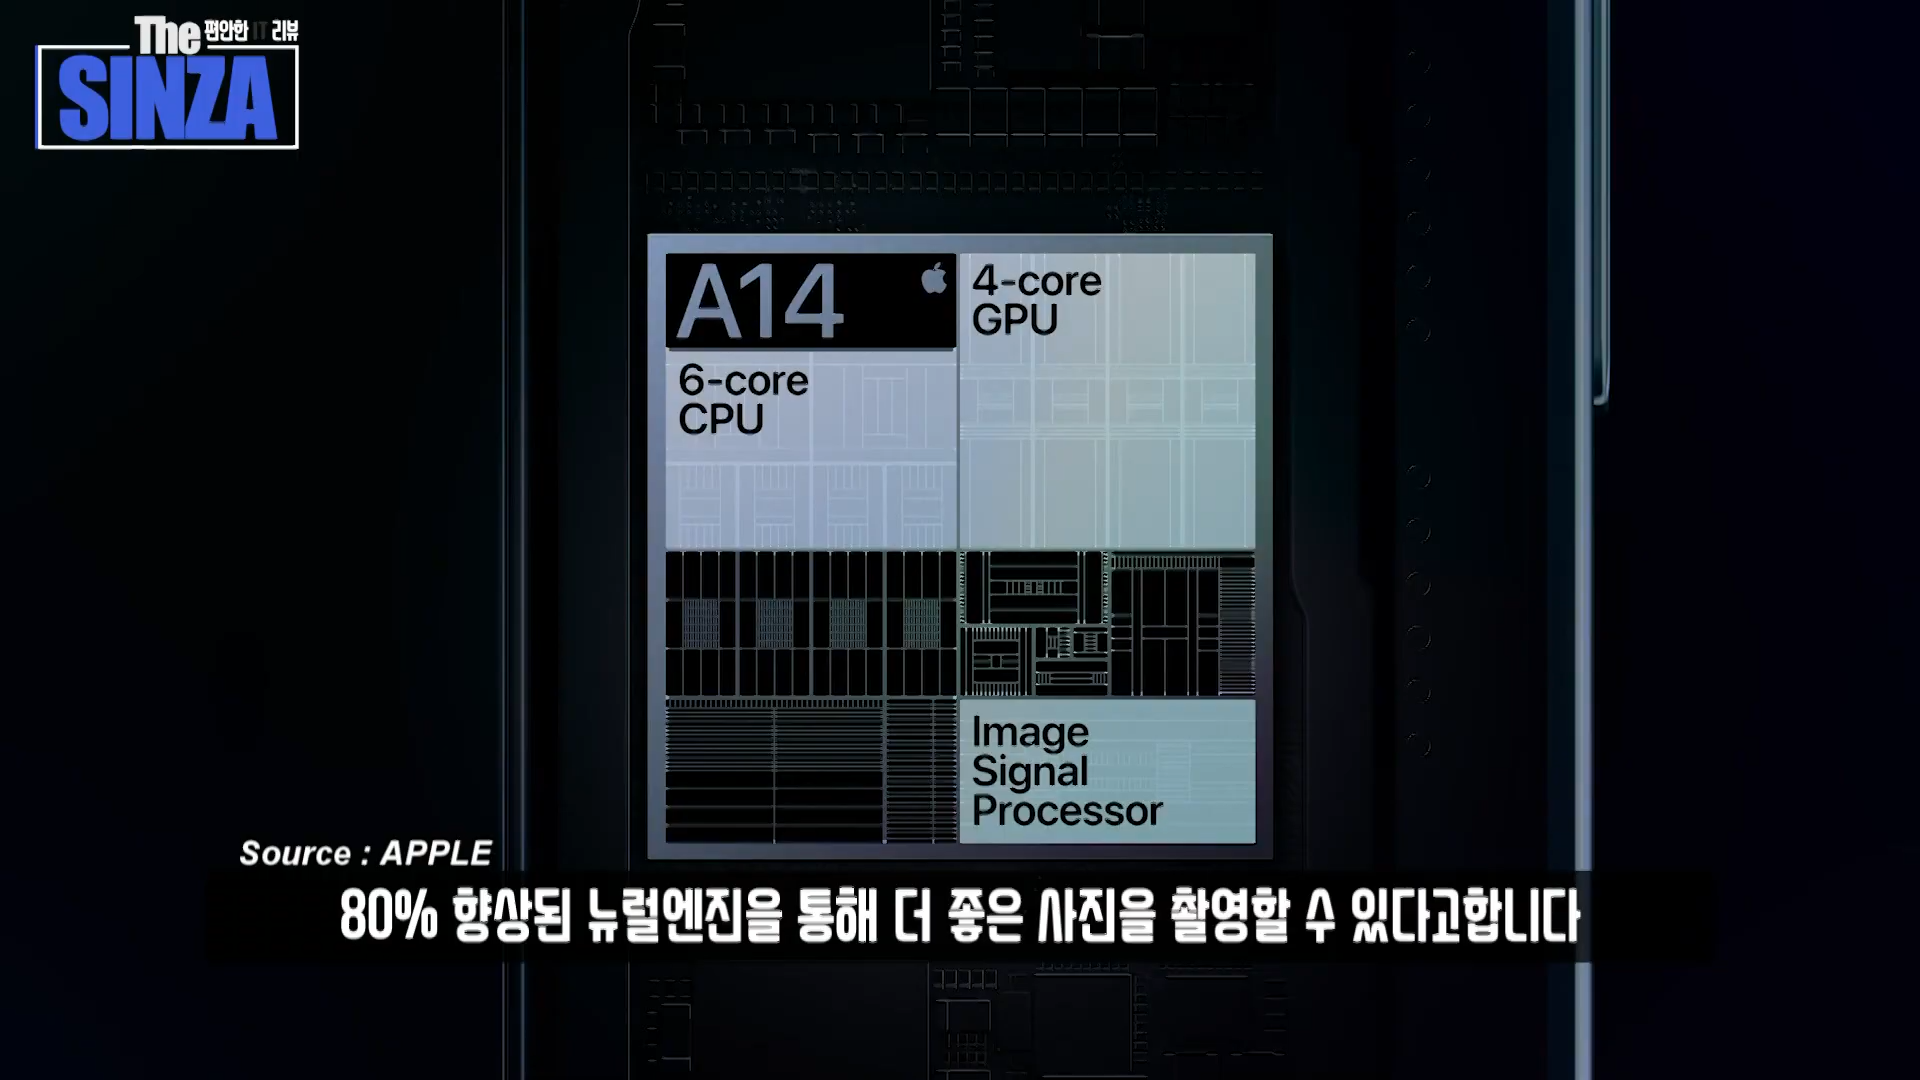 The 편안한 IT 리뷰
SINZA
A14
4-core
GPU
6-core
CPU
Image
Signal
Processor
Source : APPLE
80% 향상된 뉴럴엔진을 통해 더 좋은 사진을 촬영할 수 있다고합니다